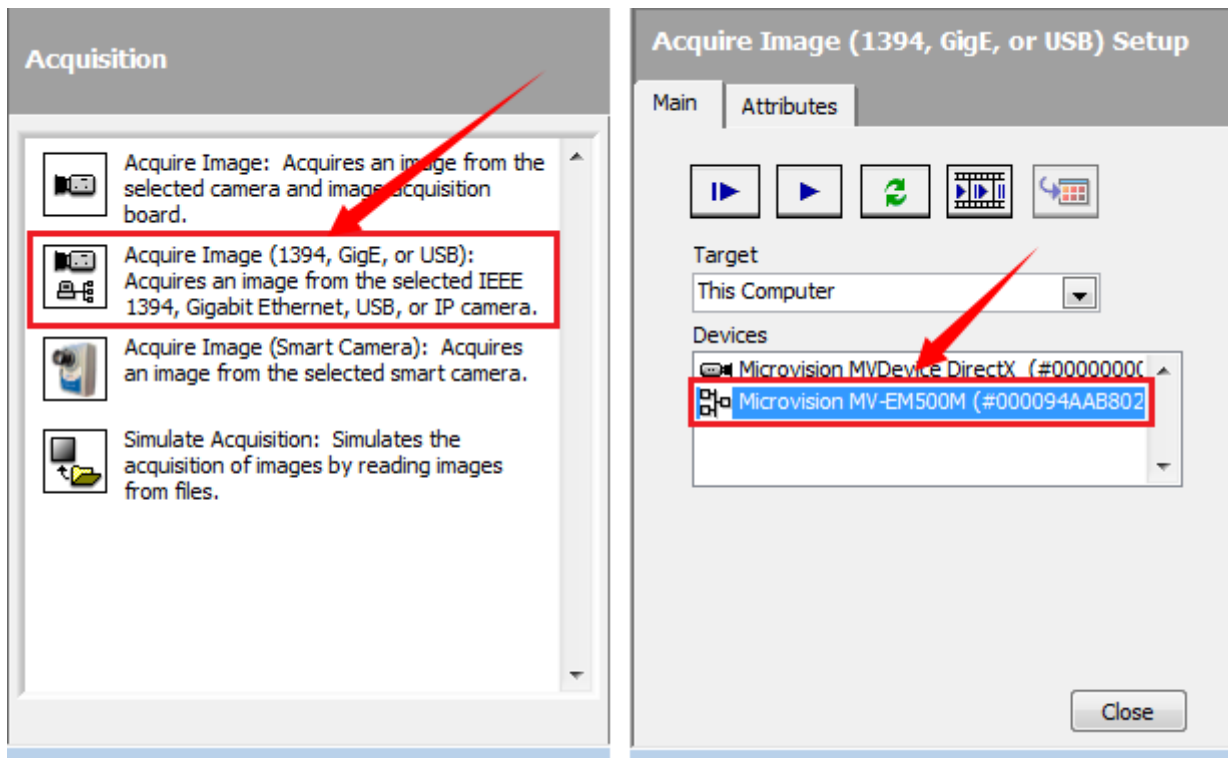 Acquisition
Acquire Image: Acquires an image from the
selected camera and image acquisition
board.
Acquire Image (1394, GigE, or USB):
Acquires an image from the selected IEEE
1394, Gigabit Ethernet, USB, or IP camera.
Acquire Image (Smart Camera): Acquires
an image from the selected smart camera.
Simulate Acquisition: Simulates the
acquisition of images by reading images
from files.
Acquire Image (1394, GigE, or USB) Setup
Main
Attributes
Target
This Computer
Devices
Microvision MVDevice DirectX (#0000000
Microvision MV-EM500M (#000094AAB802
Close